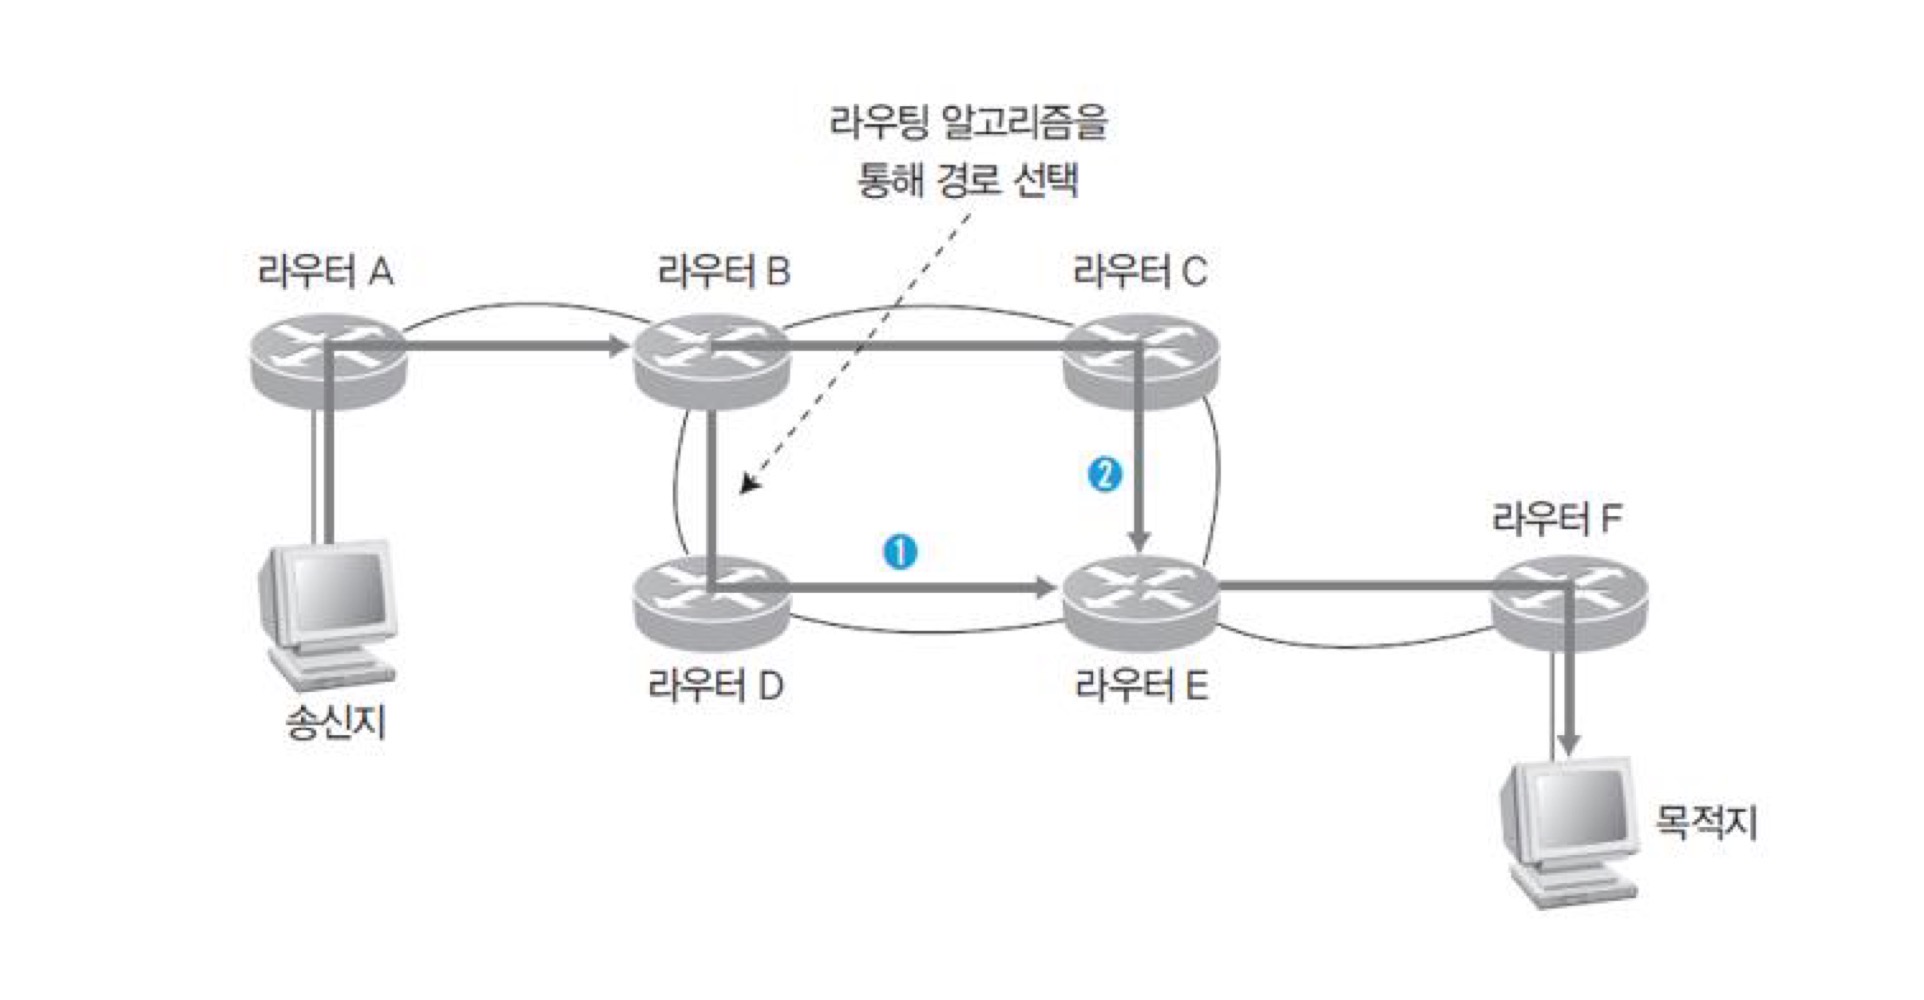 라우팅 알고리즘을
통해 경로 선택
라우터 A
라우터 B
라우터 C
2
1
라우터 F
라우터 D
라우터 E
송신지
목적지